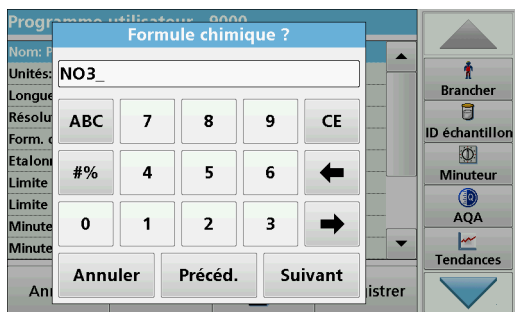 Programme utilisateur 9000
Formule chimique ?
Nom: P
Unités:
NO3_
Longue
Résolu
Form. c
Etalonn
Limite
Limite
Minute
Minute
ABC 7 8 9 CE
#% 4 5 6
0 1 2 3
Annuler Précéd. Suivant
An istrer
Brancher
ID échantillon
Minuteur
AQA
Tendances